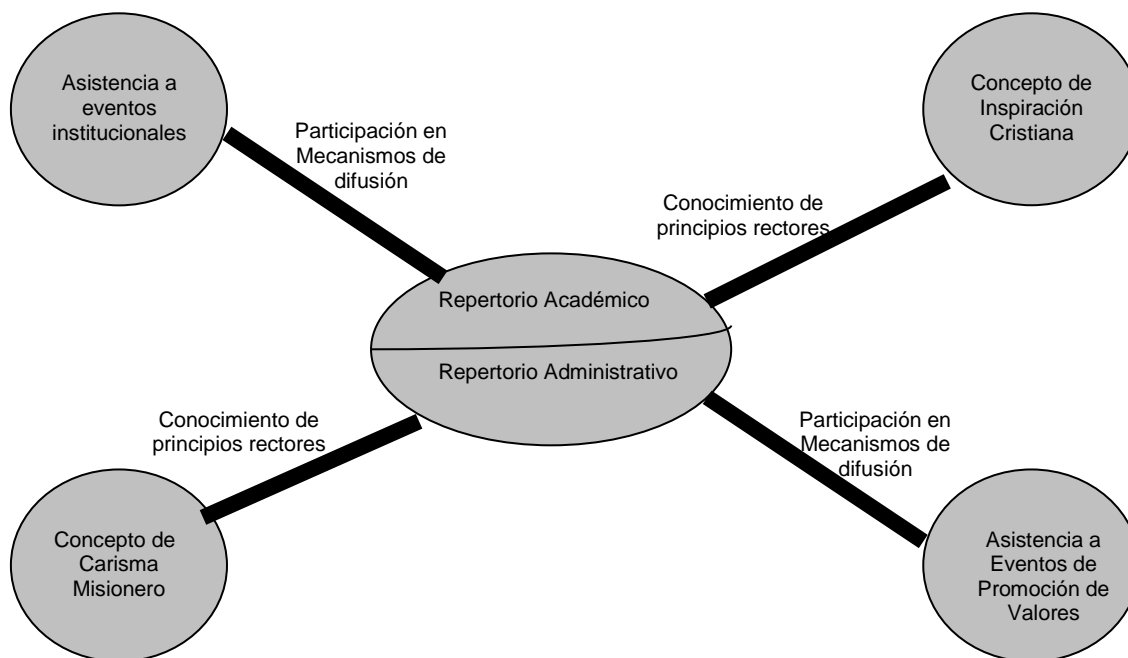 Asistencia a
eventos
institucionales
Participación en
Mecanismos de
difusión
Concepto de
Inspiración
Cristiana
Conocimiento de
principios rectores
Repertorio Académico
Repertorio Administrativo
Conocimiento de
principios rectores
Participación en
Mecanismos de
difusión
Concepto de
Carisma
Misionero
Asistencia a
Eventos de
Promoción de
Valores